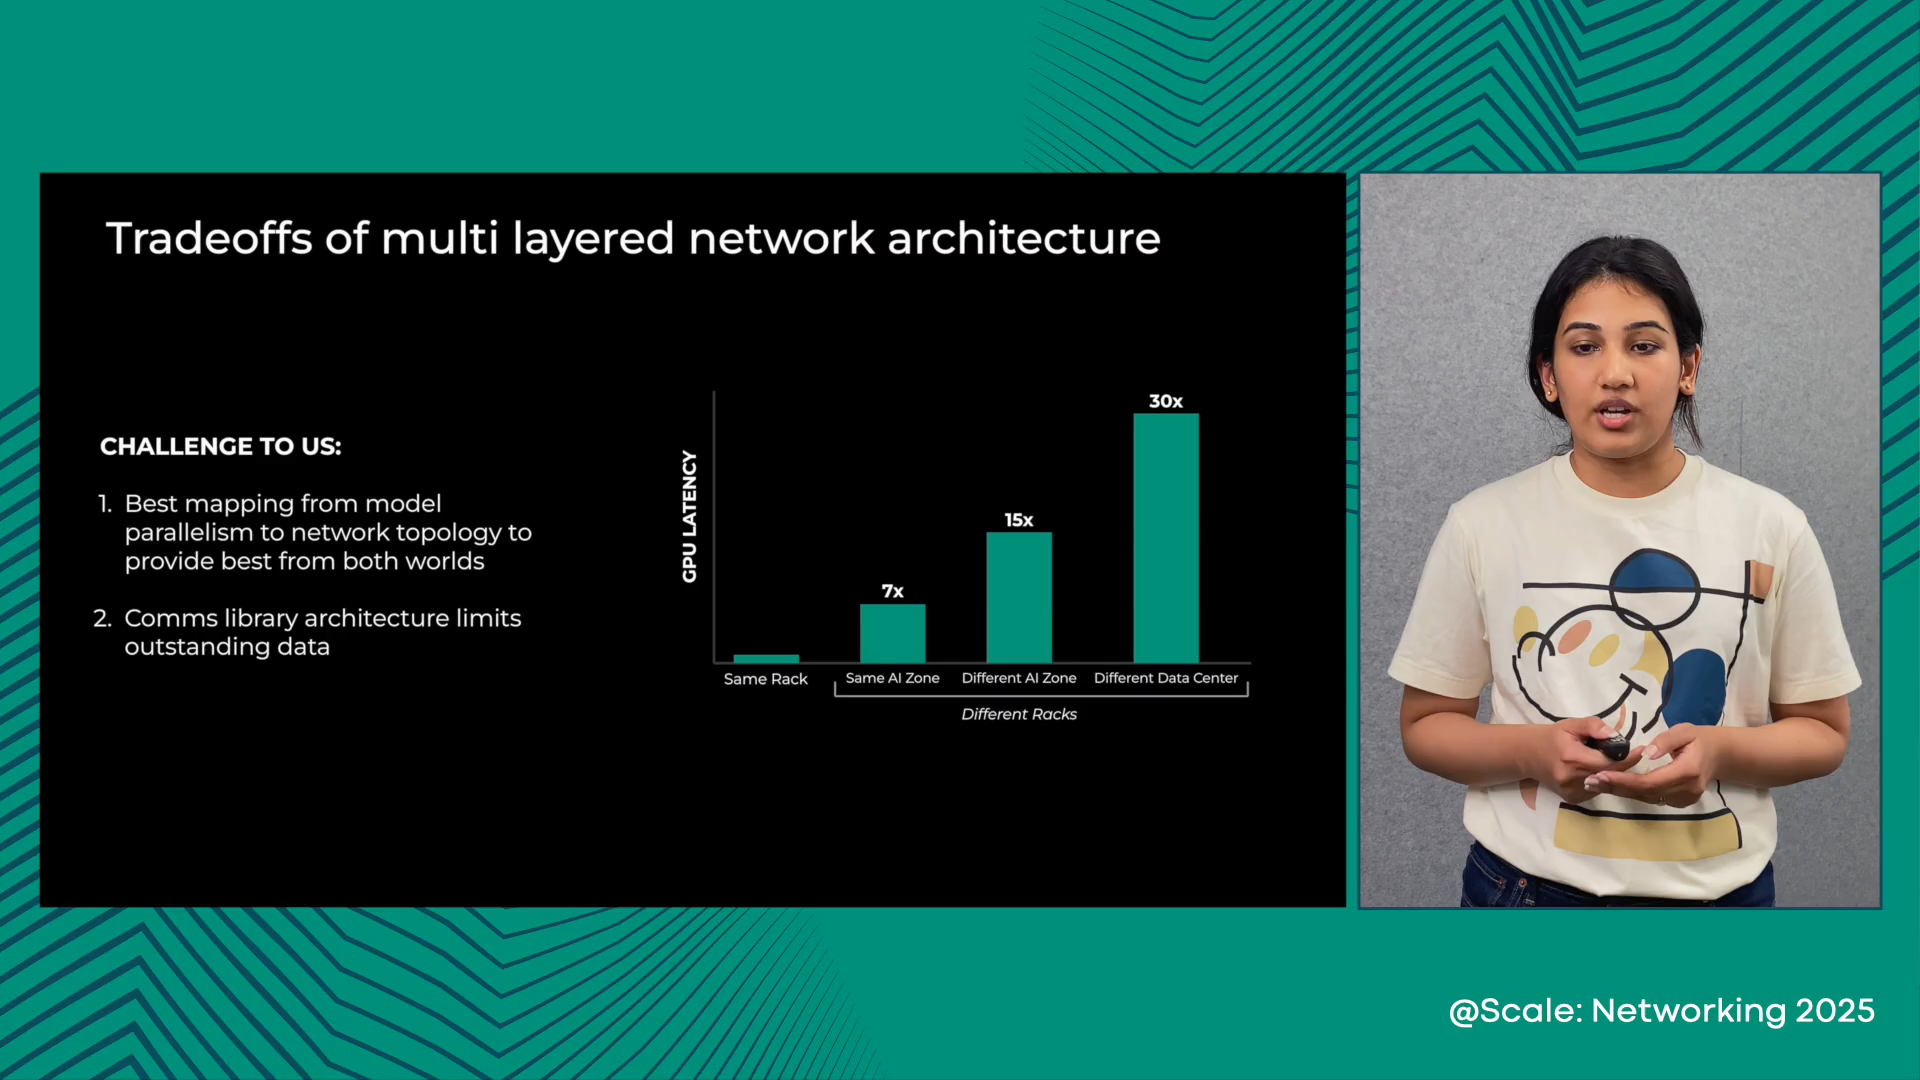 Tradeoffs of multi layered network architecture
CHALLENGE TO US:
1. Best mapping from model
parallelism to network topology to
provide best from both worlds
2. Comms library architecture limits
outstanding data
GPU LATENCY
7x
15x
30x
Same Rack
Same AI Zone
Different AI Zone
Different Data Center
Different Racks
@Scale: Networking 2025